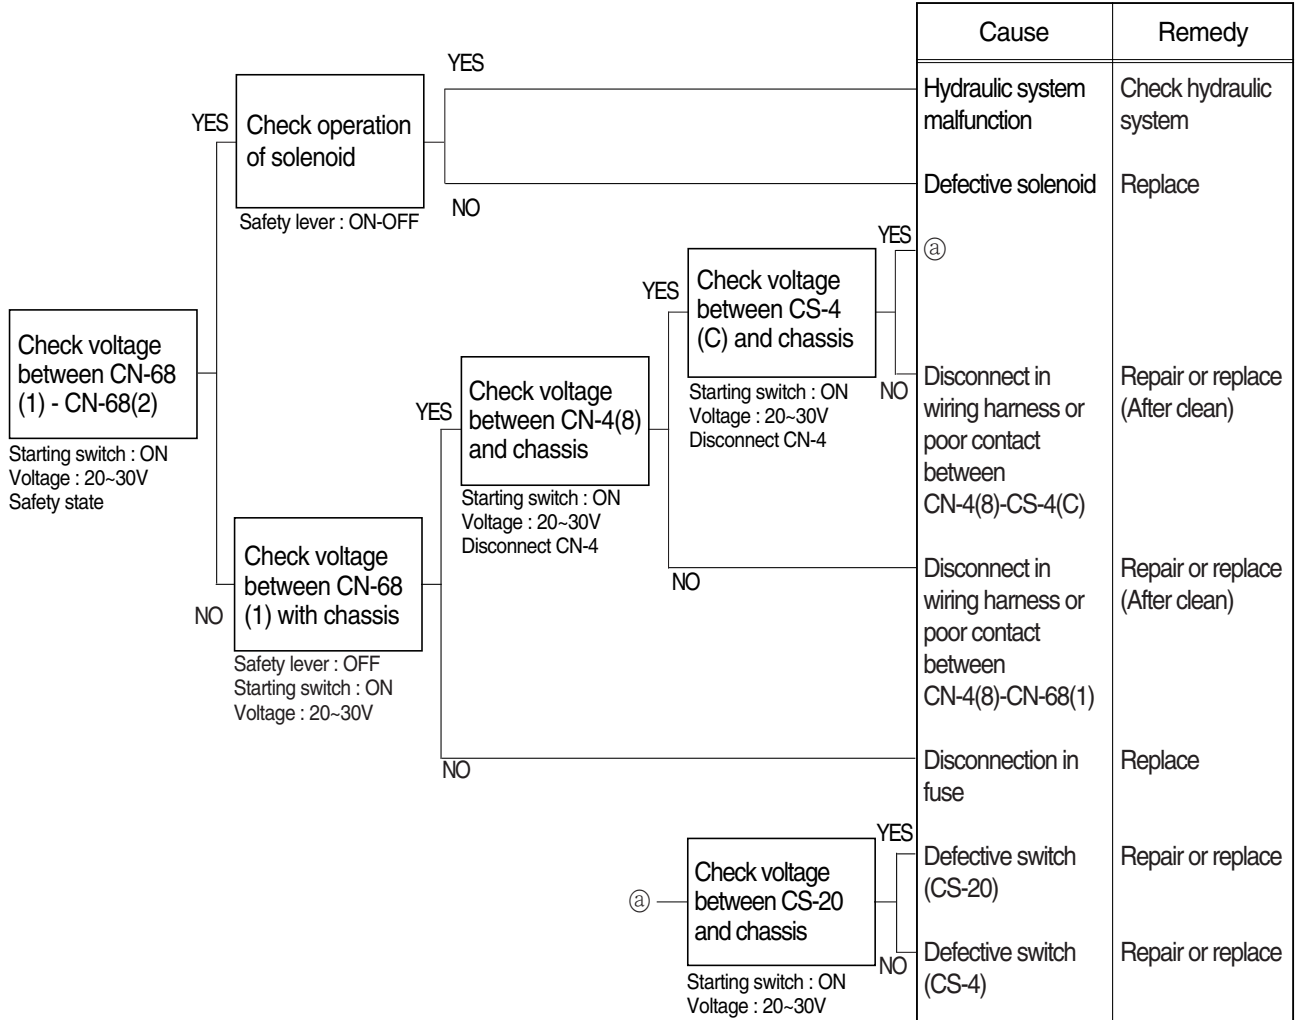 Cause
Remedy
YES
Hydraulic system
malfunction
Check hydraulic
system
YES
Check operation
of solenoid
Defective solenoid
Replace
NO
Safety lever : ON-OFF
YES
ⓐ
Check voltage
between CS-4
(C) and chassis
YES
Check voltage
between CN-68
(1) - CN-68(2)
Disconnect in
wiring harness or
poor contact
between
CN-4(8)-CS-4(C)
Repair or replace
(After clean)
NO
Starting switch : ON
Voltage : 20~30V
Disconnect CN-4
Check voltage
between CN-4(8)
and chassis
YES
Starting switch : ON
Voltage : 20~30V
Safety state
Starting switch : ON
Voltage : 20~30V
Disconnect CN-4
Check voltage
between CN-68
(1) with chassis
NO
NO
Disconnect in
wiring harness or
poor contact
between
CN-4(8)-CN-68(1)
Repair or replace
(After clean)
Safety lever : OFF
Starting switch : ON
Voltage : 20~30V
NO
Disconnection in
fuse
Replace
YES
ⓐ
Check voltage
between CS-20
and chassis
Defective switch
(CS-20)
Repair or replace
NO
Defective switch
(CS-4)
Repair or replace
Starting switch : ON
Voltage : 20~30V